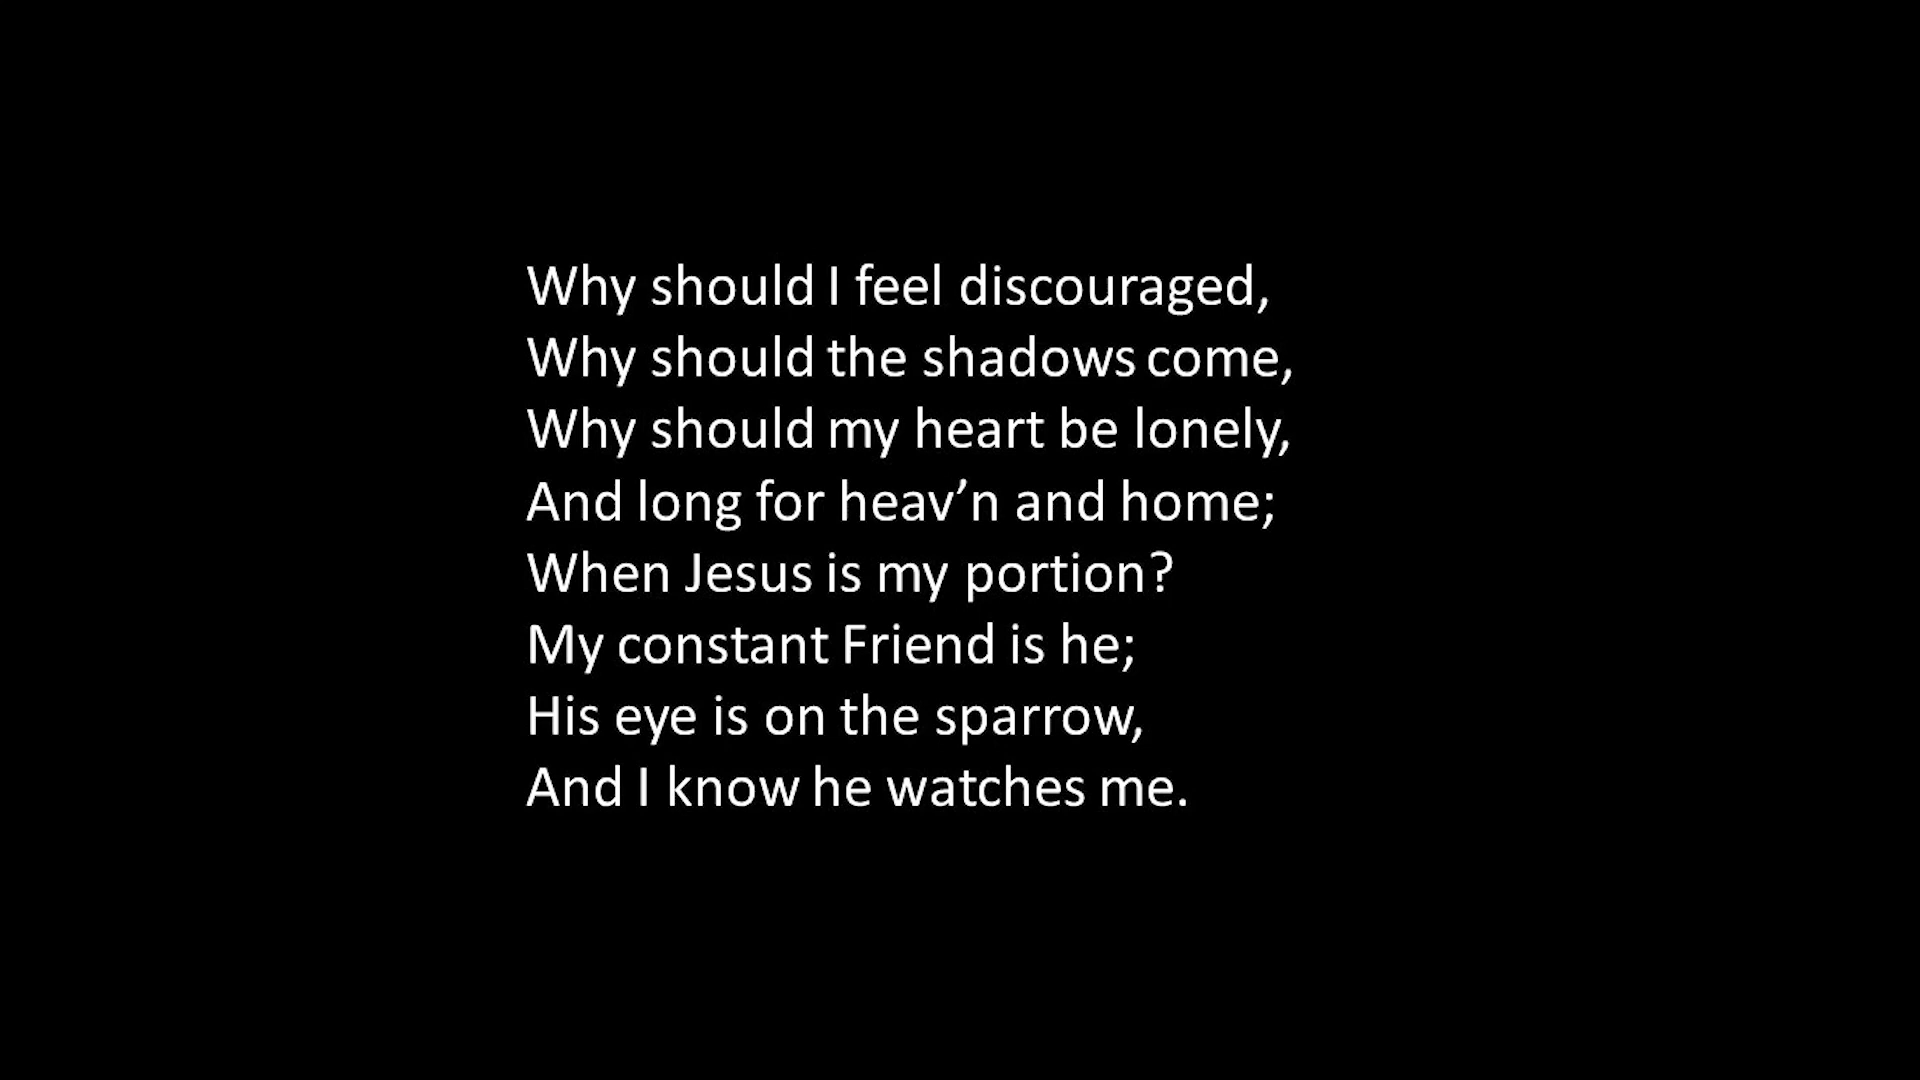 Why should I feel discouraged,
Why should the shadows come,
Why should my heart be lonely,
And long for heav’n and home;
When Jesus is my portion?
My constant Friend is he;
His eye is on the sparrow,
And I know he watches me.